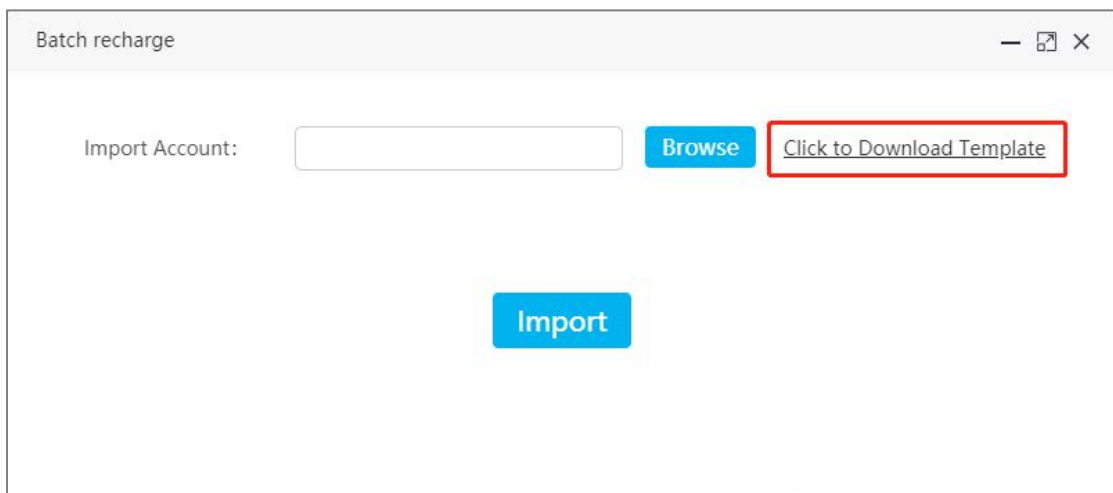 Batch recharge
Import Account: Browse Click to Download Template
Import